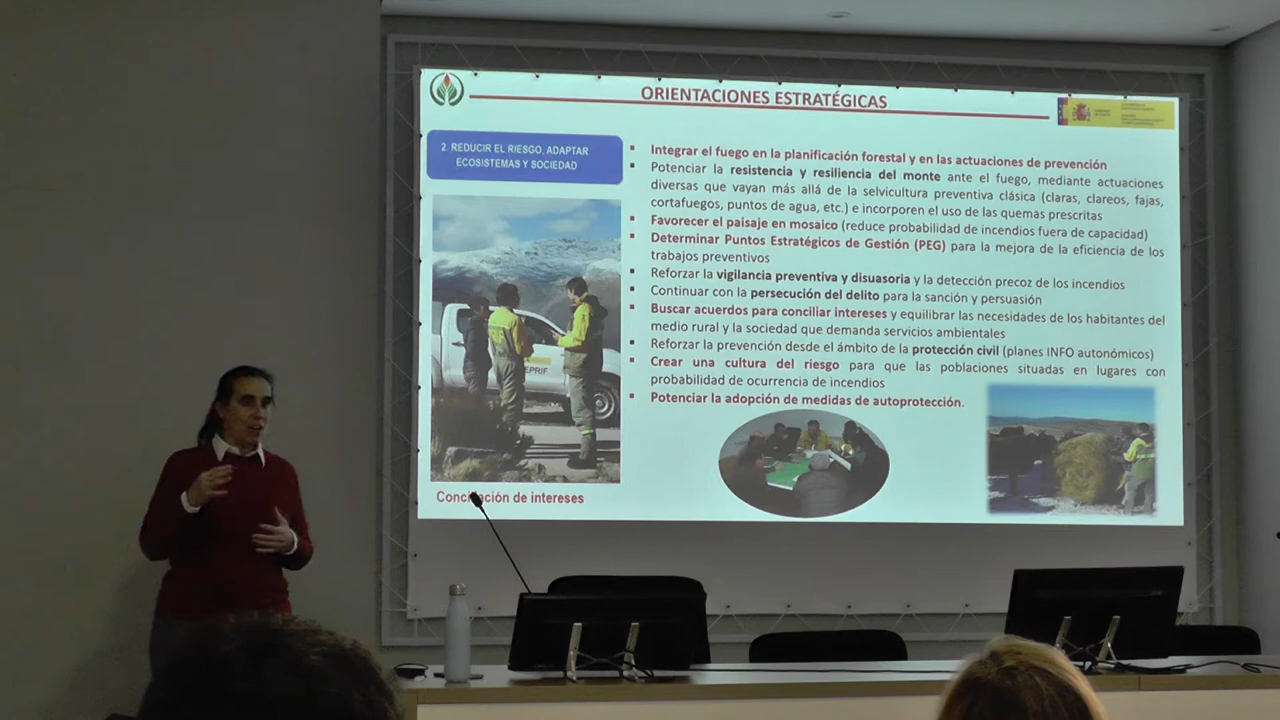 ORIENTACIONES ESTRATÉGICAS
2. REDUCIR EL RIESGO, ADAPTAR
ECOSISTEMAS Y SOCIEDAD
▪ Integrar el fuego en la planificación forestal y en las actuaciones de prevención
▪ Potenciar la resistencia y resiliencia del monte ante el fuego, mediante actuaciones
diversas que vayan más allá de la selvicultura preventiva clásica (claras, clareos, fajas,
cortafuegos, puntos de agua, etc.) e incorporen el uso de las quemas prescritas
▪ Favorecer el paisaje en mosaico (reduce probabilidad de incendios fuera de capacidad)
▪ Determinar Puntos Estratégicos de Gestión (PEG) para la mejora de la eficiencia de los
trabajos preventivos
▪ Reforzar la vigilancia preventiva y disuasoria y la detección precoz de los incendios
▪ Continuar con la persecución del delito para la sanción y persuasión
▪ Buscar acuerdos para conciliar intereses y equilibrar las necesidades de los habitantes del
medio rural y la sociedad que demanda servicios ambientales
▪ Reforzar la prevención desde el ámbito de la protección civil (planes INFO autonómicos)
▪ Crear una cultura del riesgo para que las poblaciones situadas en lugares con
probabilidad de ocurrencia de incendios
▪ Potenciar la adopción de medidas de autoprotección.
EPRIF
Conciliación de intereses